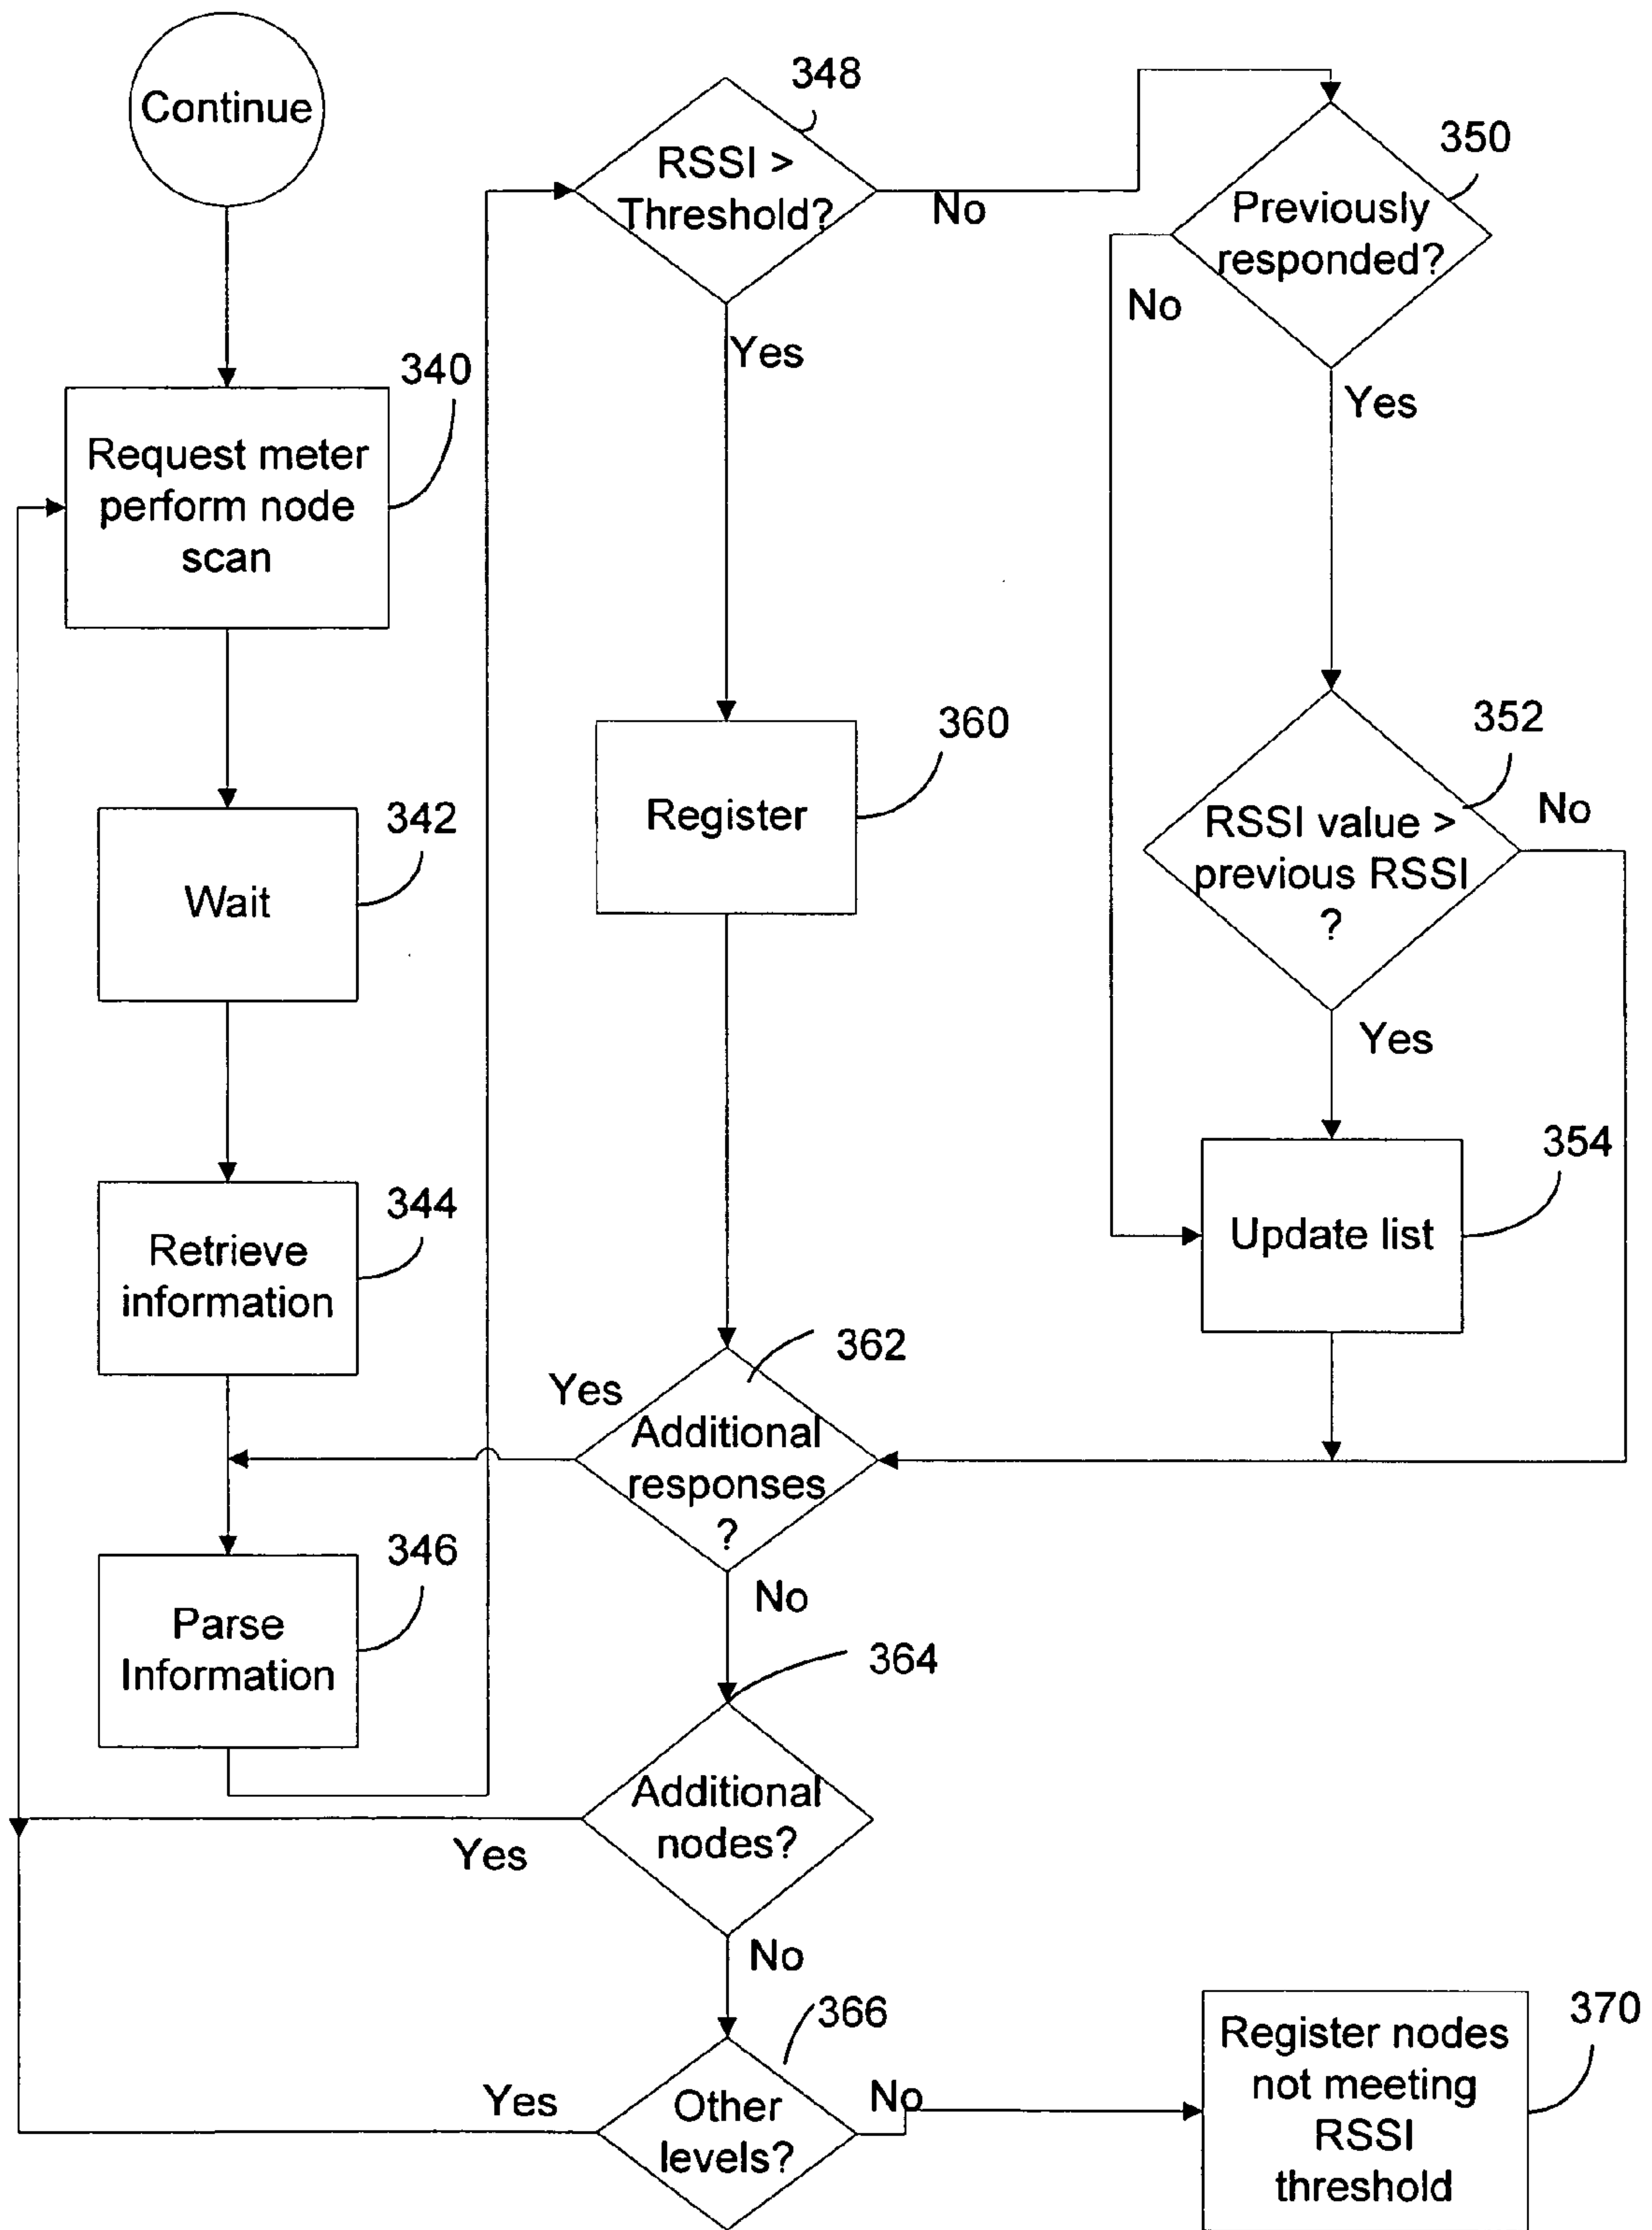 Continue
340
Request meter
perform node
scan
342
Wait
344
Retrieve
information
346
Parse
Information
348
RSSI >
Threshold?
No
Yes
350
Previously
responded?
No
Yes
352
RSSI value >
previous RSSI
?
No
Yes
354
Update list
360
Register
362
Additional
responses
?
Yes
No
364
Additional
nodes?
Yes
No
366
Other
levels?
Yes
No
370
Register nodes
not meeting
RSSI
threshold